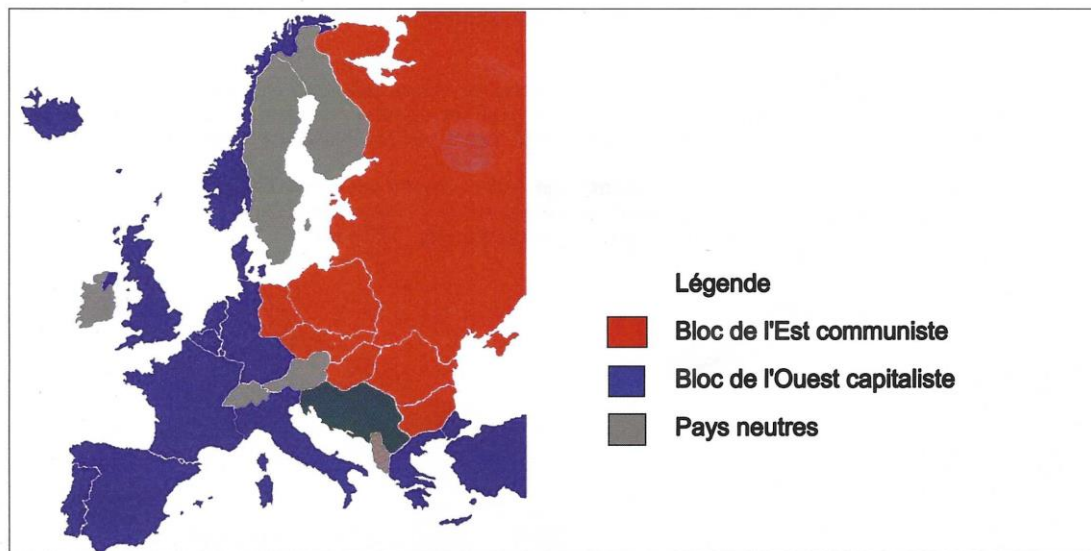 Légende
Bloc de l'Est communiste
Bloc de l'Ouest capitaliste
Pays neutres